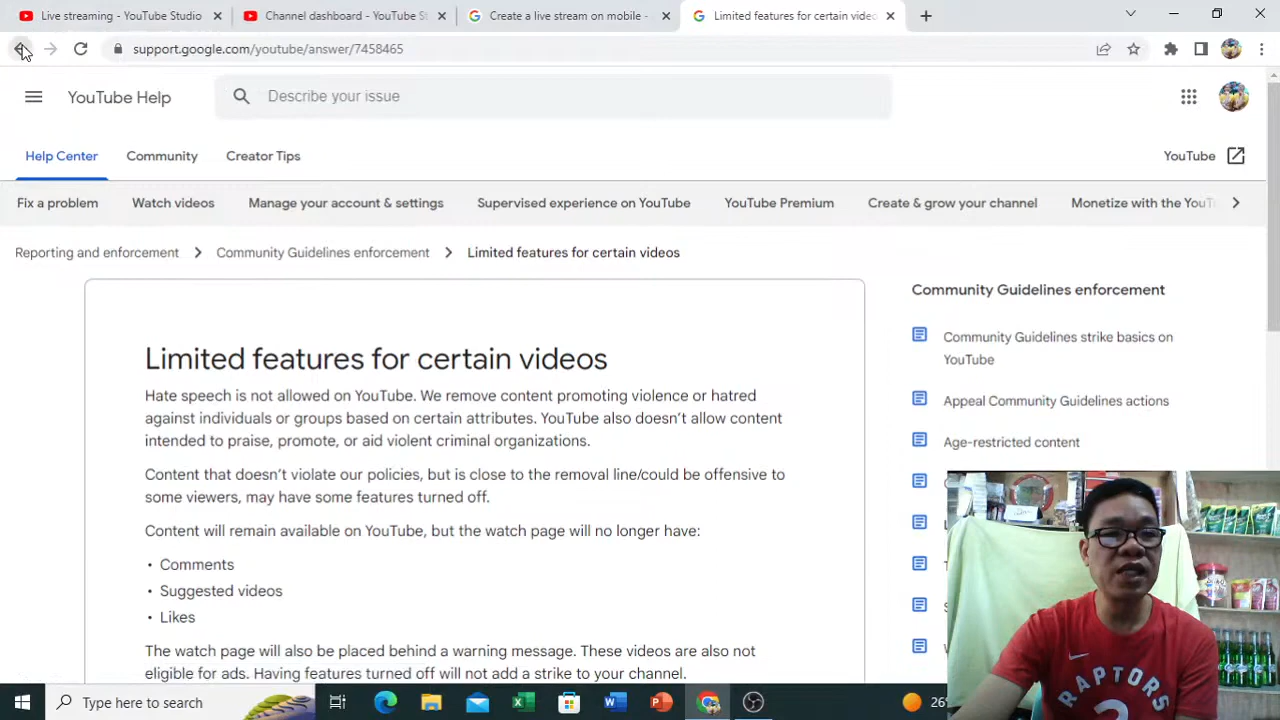 Live streaming - YouTube Studio
Channel dashboard - YouTube St
Create a live stream on mobile -
Limited features for certain video
support.google.com/youtube/answer/7458465
YouTube Help
Describe your issue
Help Center
Community
Creator Tips
YouTube
Fix a problem
Watch videos
Manage your account & settings
Supervised experience on YouTube
YouTube Premium
Create & grow your channel
Monetize with the YouTu
Reporting and enforcement
Community Guidelines enforcement
Limited features for certain videos
Community Guidelines enforcement
Community Guidelines strike basics on
YouTube
Appeal Community Guidelines actions
Age-restricted content
Limited features for certain videos
Hate speech is not allowed on YouTube. We remove content promoting violence or hatred
against individuals or groups based on certain attributes. YouTube also doesn't allow content
intended to praise, promote, or aid violent criminal organizations.
Content that doesn't violate our policies, but is close to the removal line/could be offensive to
some viewers, may have some features turned off.
Content will remain available on YouTube, but the watch page will no longer have:
• Comments
• Suggested videos
• Likes
The watch page will also be placed behind a warning message. These videos are also not
eligible for ads. Having features turned off will not add a strike to your channel.
RAPTORS
2
Type here to search
26